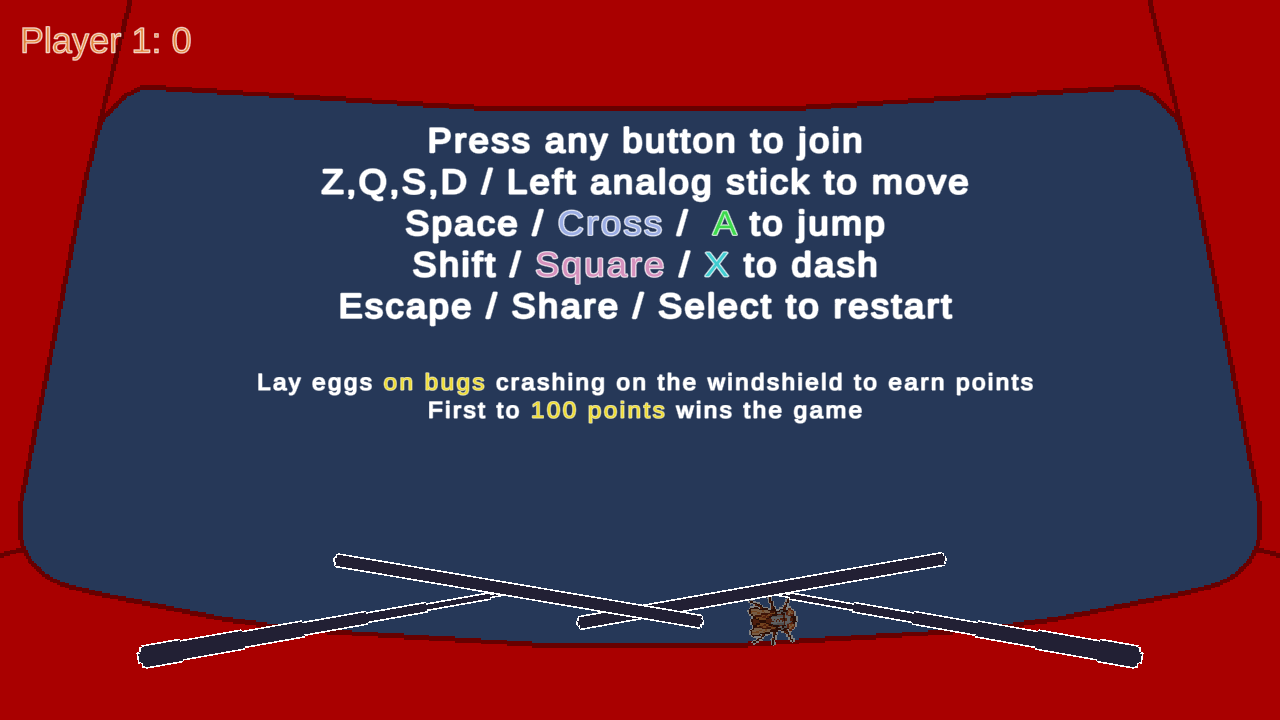 Player 1: 0
Press any button to join
Z,Q,S,D / Left analog stick to move
Space / Cross / A to jump
Shift / Square / X to dash
Escape / Share / Select to restart
Lay eggs on bugs crashing on the windshield to earn points
First to 100 points wins the game